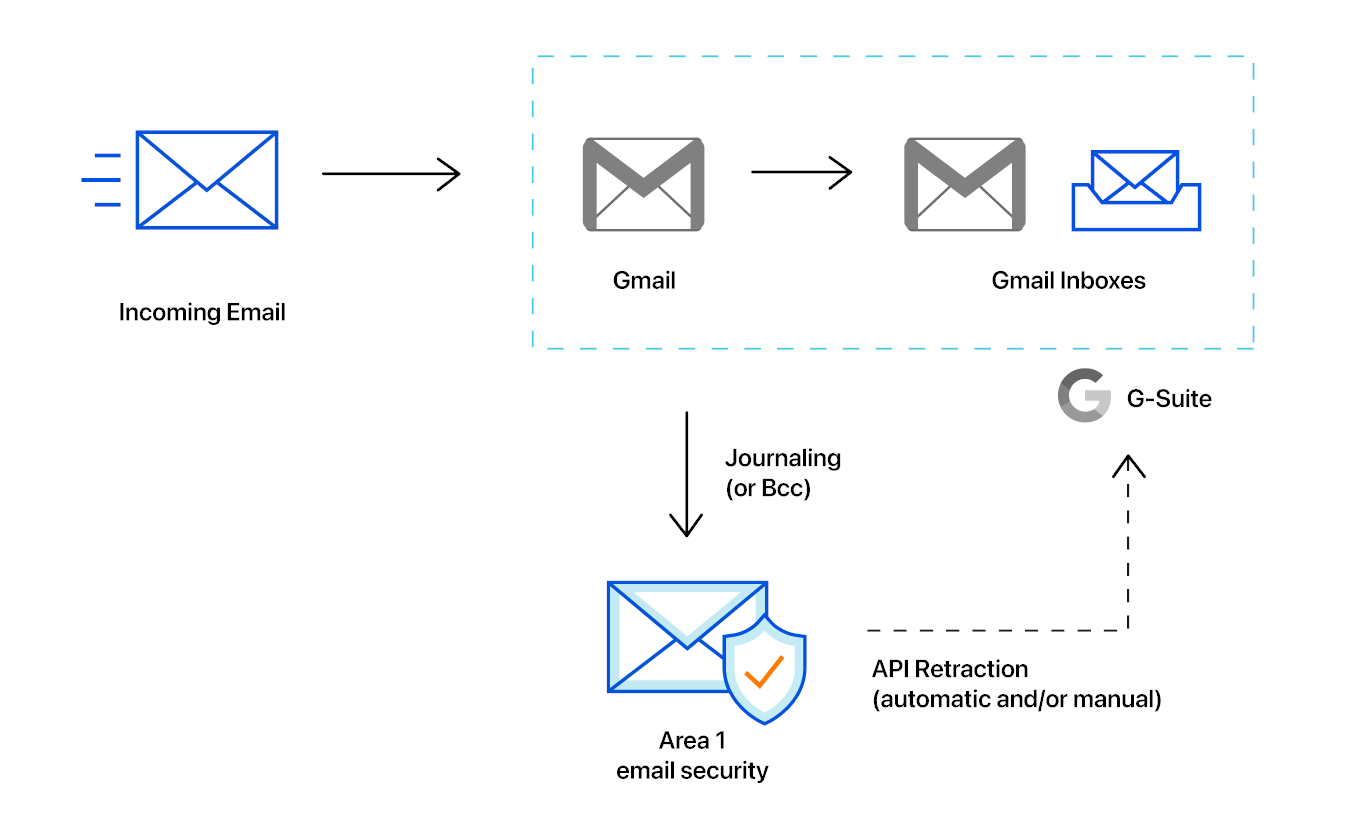 Incoming Email
Gmail
Gmail Inboxes
G-Suite
Journaling
(or Bcc)
API Retraction
(automatic and/or manual)
Area 1
email security